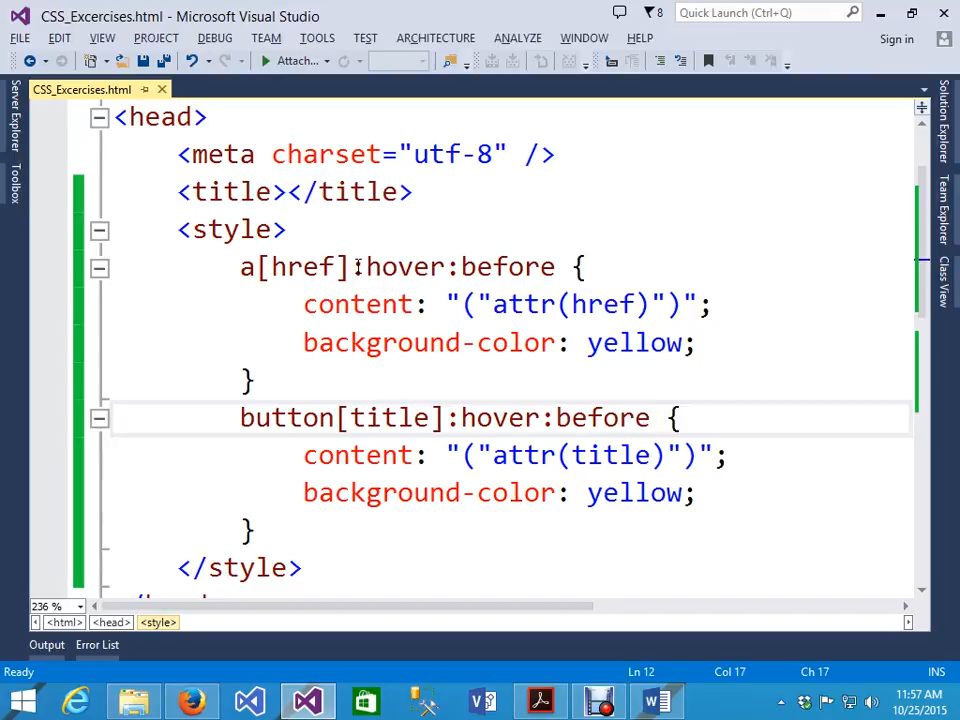 CSS_Excercises.html - Microsoft Visual Studio
8
Quick Launch (Ctrl+Q)
FILE EDIT VIEW PROJECT DEBUG TEAM TOOLS TEST ARCHITECTURE ANALYZE WINDOW HELP
Sign in
Attach...
CSS_Excercises.html
Server Explorer
Toolbox
Solution Explorer
Team Explorer
Class View
<head>
<meta charset="utf-8" />
<title></title>
<style>
a[href]:hover:before {
content: "("attr(href)")";
background-color: yellow;
}
button[title]:hover:before {
content: "("attr(title)")";
background-color: yellow;
}
</style>
236 %
<html> <head> <style>
Output Error List
Ready
Ln 12 Col 17 Ch 17 INS
11:57 AM
10/25/2015